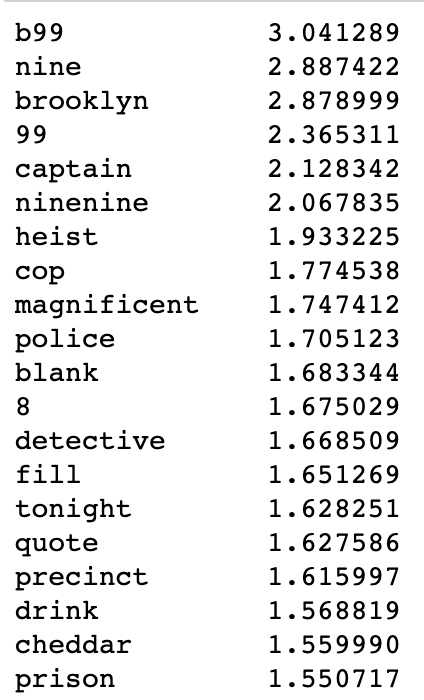 b99 3.041289
nine 2.887422
brooklyn 2.878999
99 2.365311
captain 2.128342
ninenine 2.067835
heist 1.933225
cop 1.774538
magnificent 1.747412
police 1.705123
blank 1.683344
8 1.675029
detective 1.668509
fill 1.651269
tonight 1.628251
quote 1.627586
precinct 1.615997
drink 1.568819
cheddar 1.559990
prison 1.550717